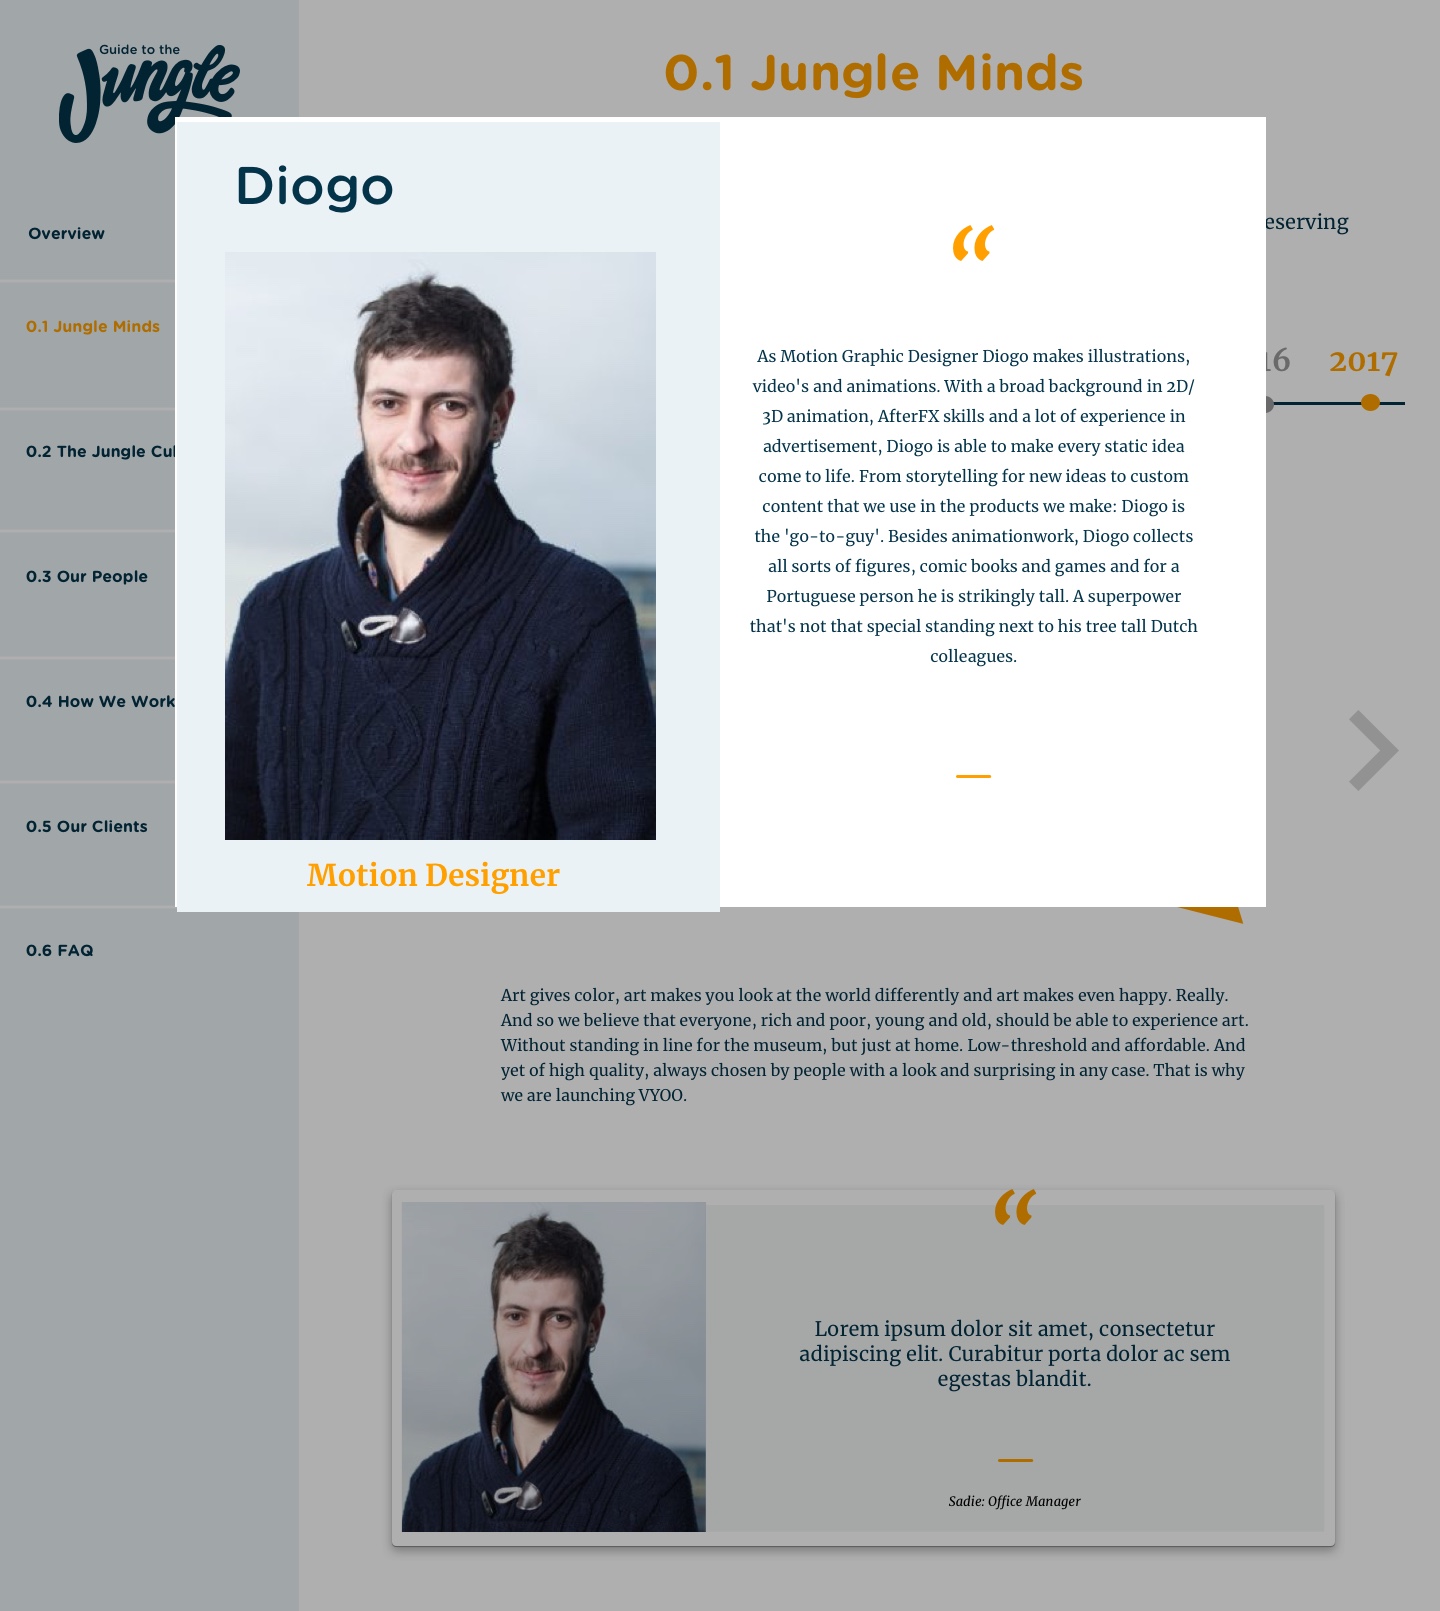 Guide to the
Jungle
0.1 Jungle Minds
Overview
0.1 Jungle Minds
0.2 The Jungle Cul
0.3 Our People
0.4 How We Work
0.5 Our Clients
0.6 FAQ
eserving
16
2017
Diogo
Motion Designer
“
As Motion Graphic Designer Diogo makes illustrations,
video's and animations. With a broad background in 2D/
3D animation, AfterFX skills and a lot of experience in
advertisement, Diogo is able to make every static idea
come to life. From storytelling for new ideas to custom
content that we use in the products we make: Diogo is
the 'go-to-guy'. Besides animationwork, Diogo collects
all sorts of figures, comic books and games and for a
Portuguese person he is strikingly tall. A superpower
that's not that special standing next to his tree tall Dutch
colleagues.
Art gives color, art makes you look at the world differently and art makes even happy. Really.
And so we believe that everyone, rich and poor, young and old, should be able to experience art.
Without standing in line for the museum, but just at home. Low-threshold and affordable. And
yet of high quality, always chosen by people with a look and surprising in any case. That is why
we are launching VYOO.
“
Lorem ipsum dolor sit amet, consectetur
adipiscing elit. Curabitur porta dolor ac sem
egestas blandit.
Sadie: Office Manager